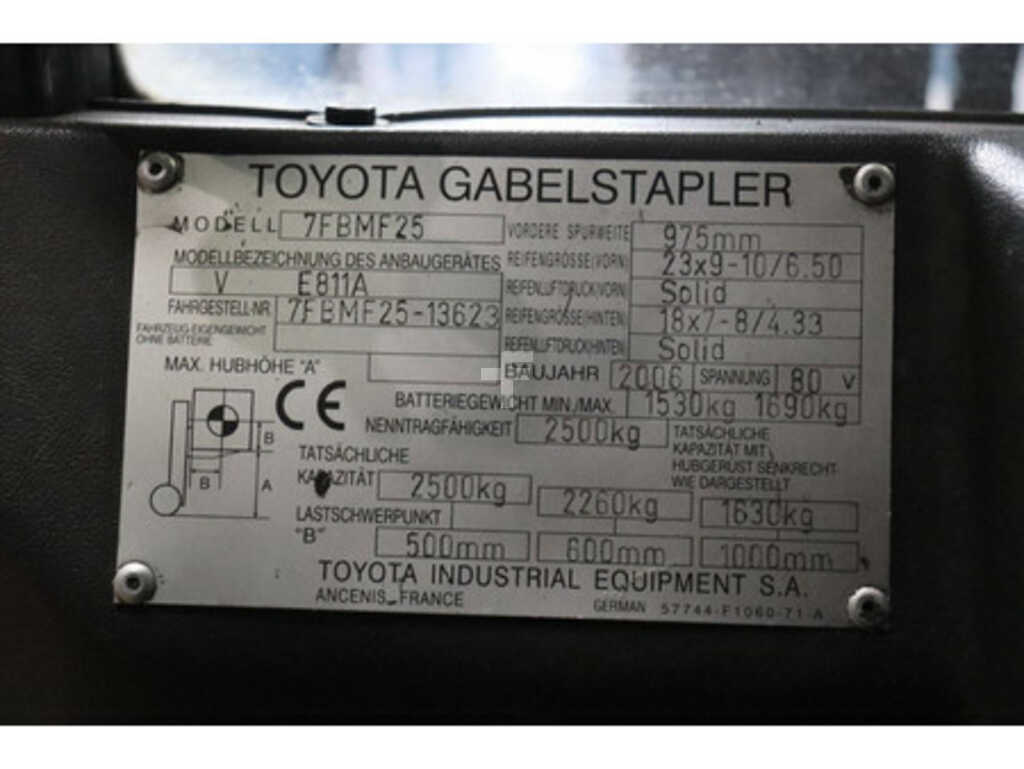 TOYOTA GABELSTAPLER
MODELL 7FBMF25 VORDERE SPURWEITE 975mm
MODELLBEZEICHNUNG DES ANBAUGERÄTES REIFENGRÖSSE(VORN) 23x9-10/6.50
V E811A REIFENLUFTDRUCK(VORN) Solid
FAHRGESTELL-NR 7FBMF25-13623 REIFENGRÖSSE(HINTEN) 18x7-8/4.33
FAHRZEUG-EIGENGEWICHT
OHNE BATTERIE
REIFENLUFTDRUCK(HINTEN) Solid
MAX. HUBHÖHE "A" BAUJAHR 2006 SPANNUNG 80 V
CE BATTERIEGEWICHT MIN./MAX. 1530kg 1690kg
NENNTRAGFÄHIGKEIT 2500kg
TATSÄCHLICHE
KAPAZITÄT MIT
HUBGERÜST SENKRECHT
WIE DARGESTELLT
B
B
A
TATSÄCHLICHE
KAPAZITÄT 2500kg 2260kg 1630kg
LASTSCHWERPUNKT
"B" 500mm 600mm 1000mm
TOYOTA INDUSTRIAL EQUIPMENT S.A.
ANCENIS, FRANCE GERMAN 57744-F1060-71-A